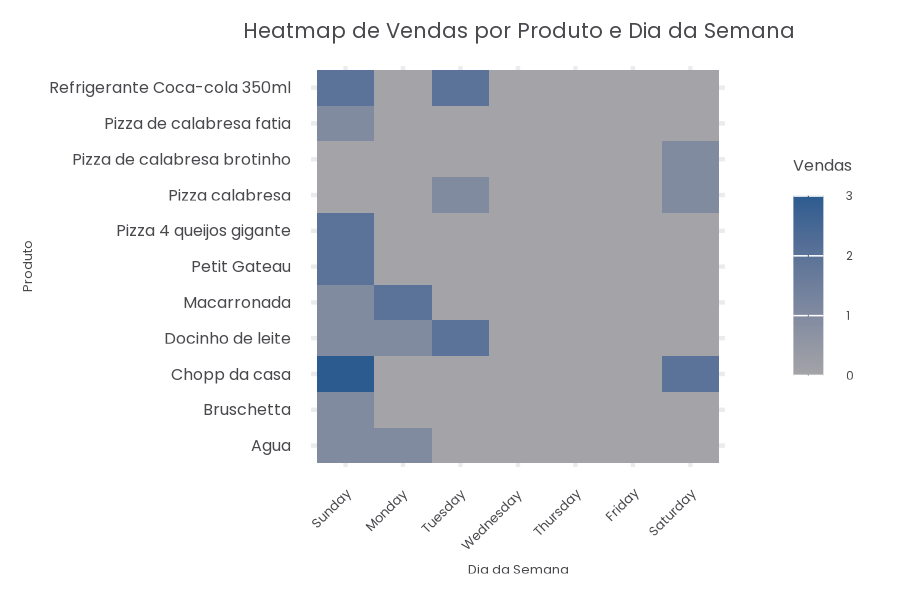 Heatmap de Vendas por Produto e Dia da Semana
Refrigerante Coca-cola 350ml
Pizza de calabresa fatia
Pizza de calabresa brotinho
Pizza calabresa
Pizza 4 queijos gigante
Petit Gateau
Macarronada
Docinho de leite
Chopp da casa
Bruschetta
Agua
Produto
Sunday
Monday
Tuesday
Wednesday
Thursday
Friday
Saturday
Dia da Semana
Vendas
3
2
1
0